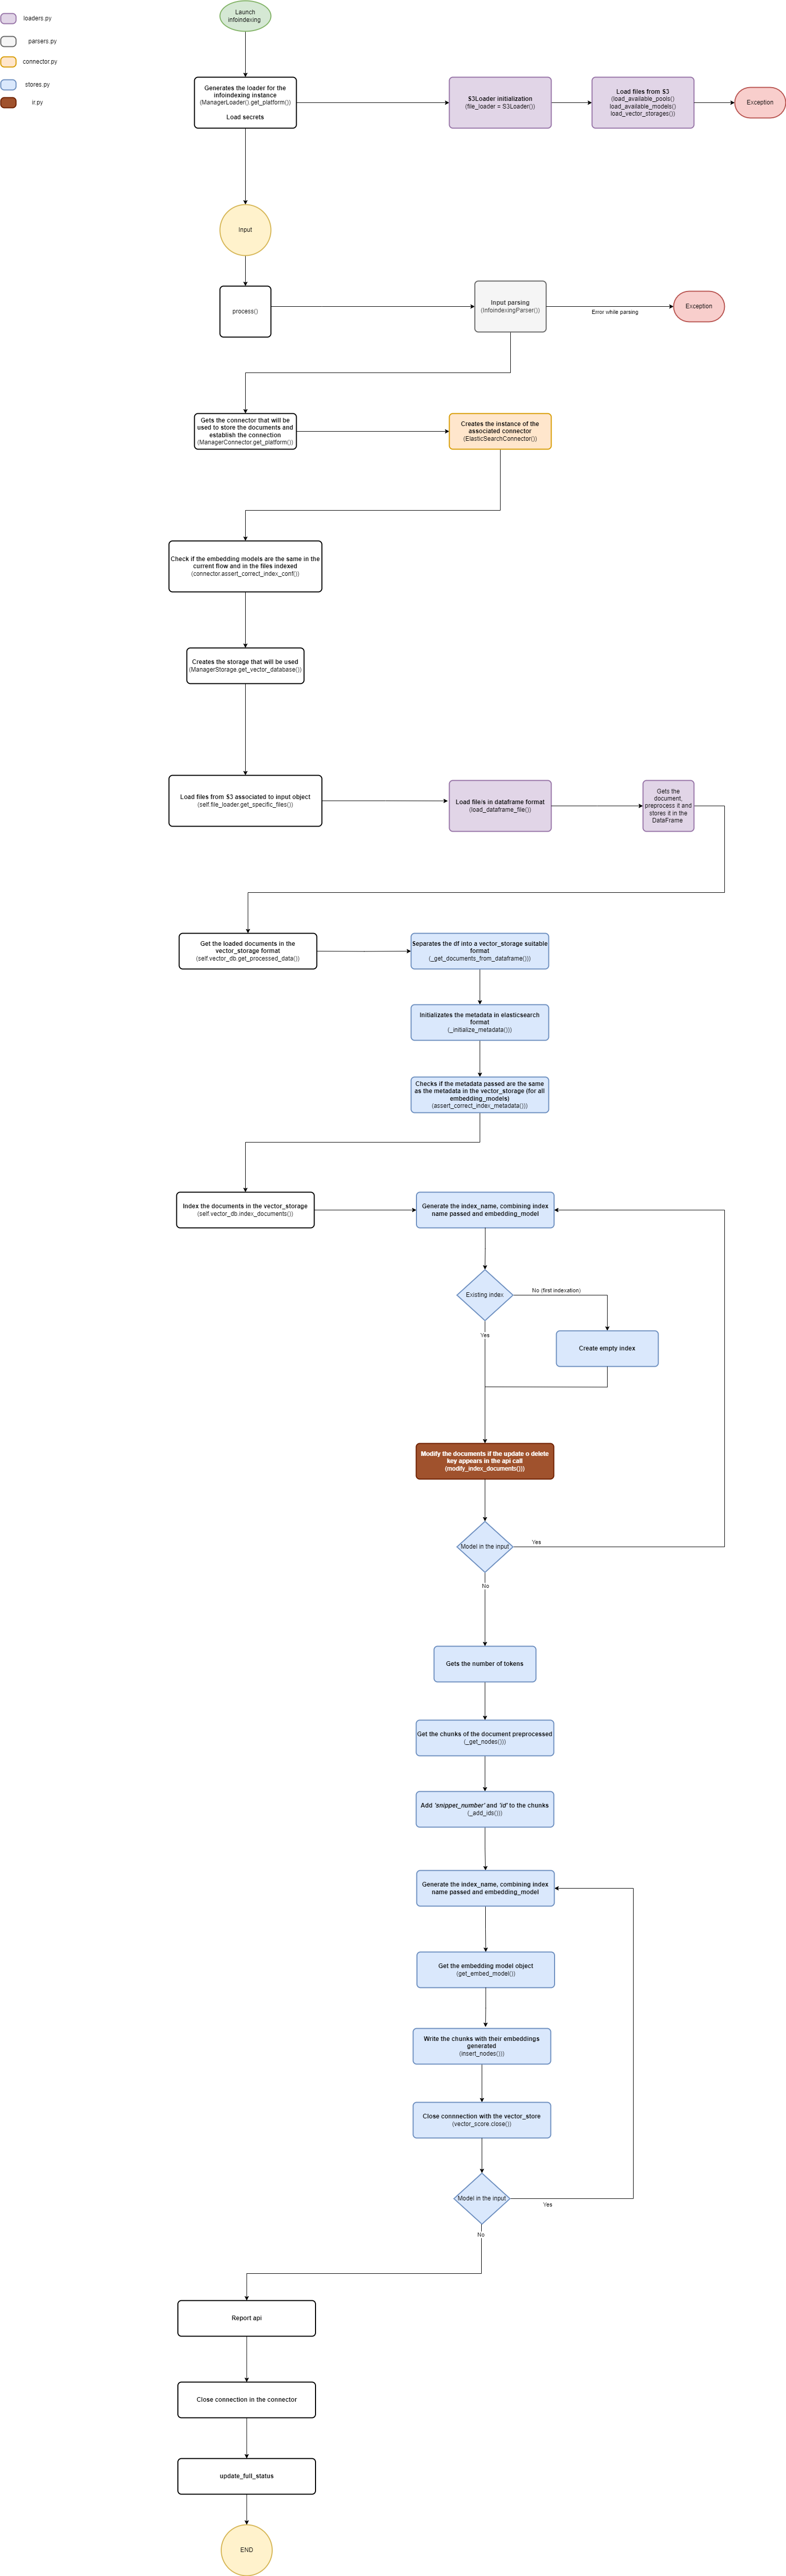 Launch
infoindexing
loaders.py
parsers.py
connector.py
stores.py
ir.py
Generates the loader for the
infoindexing instance
(ManagerLoader().get_platform())
Load secrets
S3Loader initialization
(file_loader = S3Loader())
Load files from S3
(load_available_pools()
load_available_models()
load_vector_storages())
Exception
Input
process()
Input parsing
(InfoindexingParser())
Error while parsing
Exception
Gets the connector that will be
used to store the documents and
establish the connection
(ManagerConnector.get_platform())
Creates the instance of the
associated connector
(ElasticSearchConnector())
Check if the embedding models are the same in the
current flow and in the files indexed
(connector.assert_correct_index_conf())
Creates the storage that will be used
(ManagerStorage.get_vector_database())
Load files from S3 associated to input object
(self.file_loader.get_specific_files())
Load file/s in dataframe format
(load_dataframe_file())
Gets the
document,
preprocess it and
stores it in the
DataFrame
Get the loaded documents in the
vector_storage format
(self.vector_db.get_processed_data())
Separates the df into a vector_storage suitable
format
(_get_documents_from_dataframe()))
Initializates the metadata in elasticsearch
format
(_initialize_metadata()))
Checks if the metadata passed are the same
as the metadata in the vector_storage (for all
embedding_models)
(assert_correct_index_metadata()))
Index the documents in the vector_storage
(self.vector_db.index_documents())
Generate the index_name, combining index
name passed and embedding_model
Existing index
No (first indexation)
Yes
Create empty index
Modify the documents if the update o delete
key appears in the api call
(modify_index_documents()))
Model in the input
Yes
No
Gets the number of tokens
Get the chunks of the document preprocessed
(_get_nodes()))
Add 'snippet_number' and 'id' to the chunks
(_add_ids()))
Generate the index_name, combining index
name passed and embedding_model
Get the embedding model object
(get_embed_model())
Write the chunks with their embeddings
generated
(insert_nodes()))
Close connnection with the vector_store
(vector_score.close())
Model in the input
Yes
No
Report api
Close connection in the connector
update_full_status
END